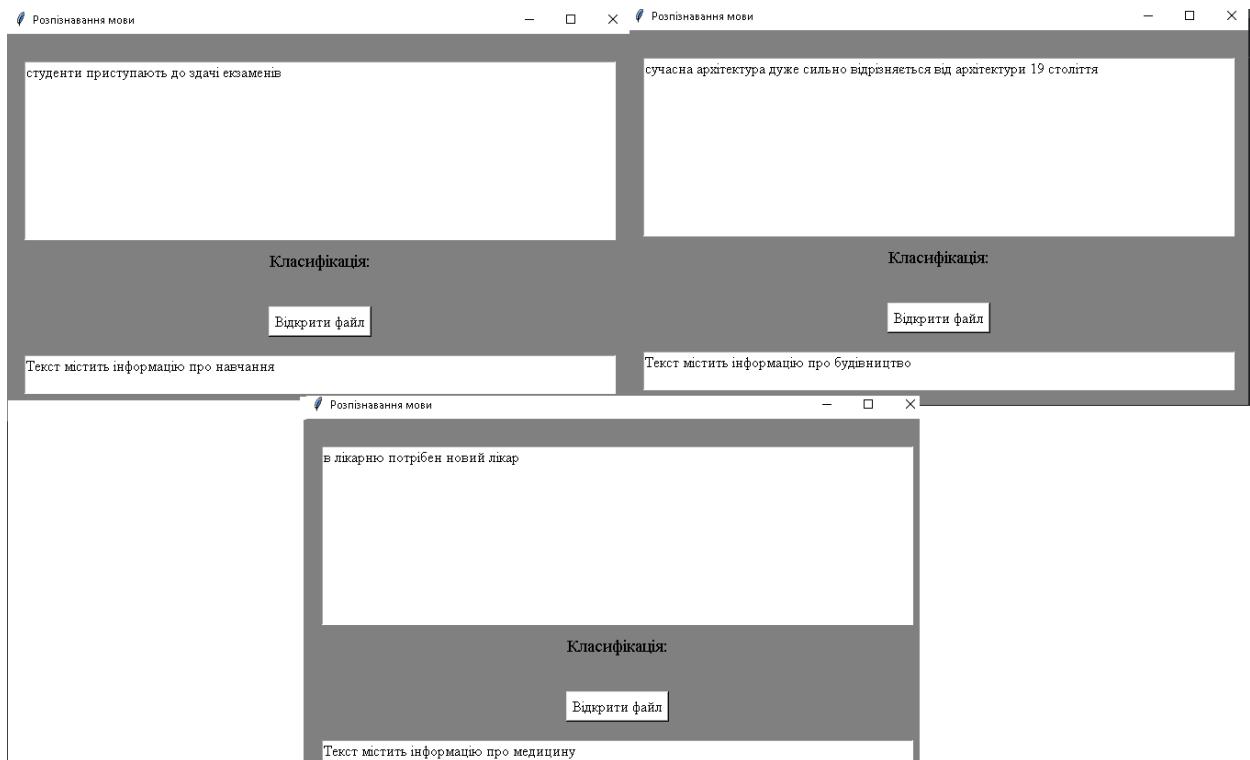 Розпізнавання мови
студенти приступають до здачі екзаменів
Класифікація:
Відкрити файл
Текст містить інформацію про навчання
Розпізнавання мови
сучасна архітектура дуже сильно відрізняється від архітектури 19 століття
Класифікація:
Відкрити файл
Текст містить інформацію про будівництво
Розпізнавання мови
в лікарню потрібен новий лікар
Класифікація:
Відкрити файл
Текст містить інформацію про медицину